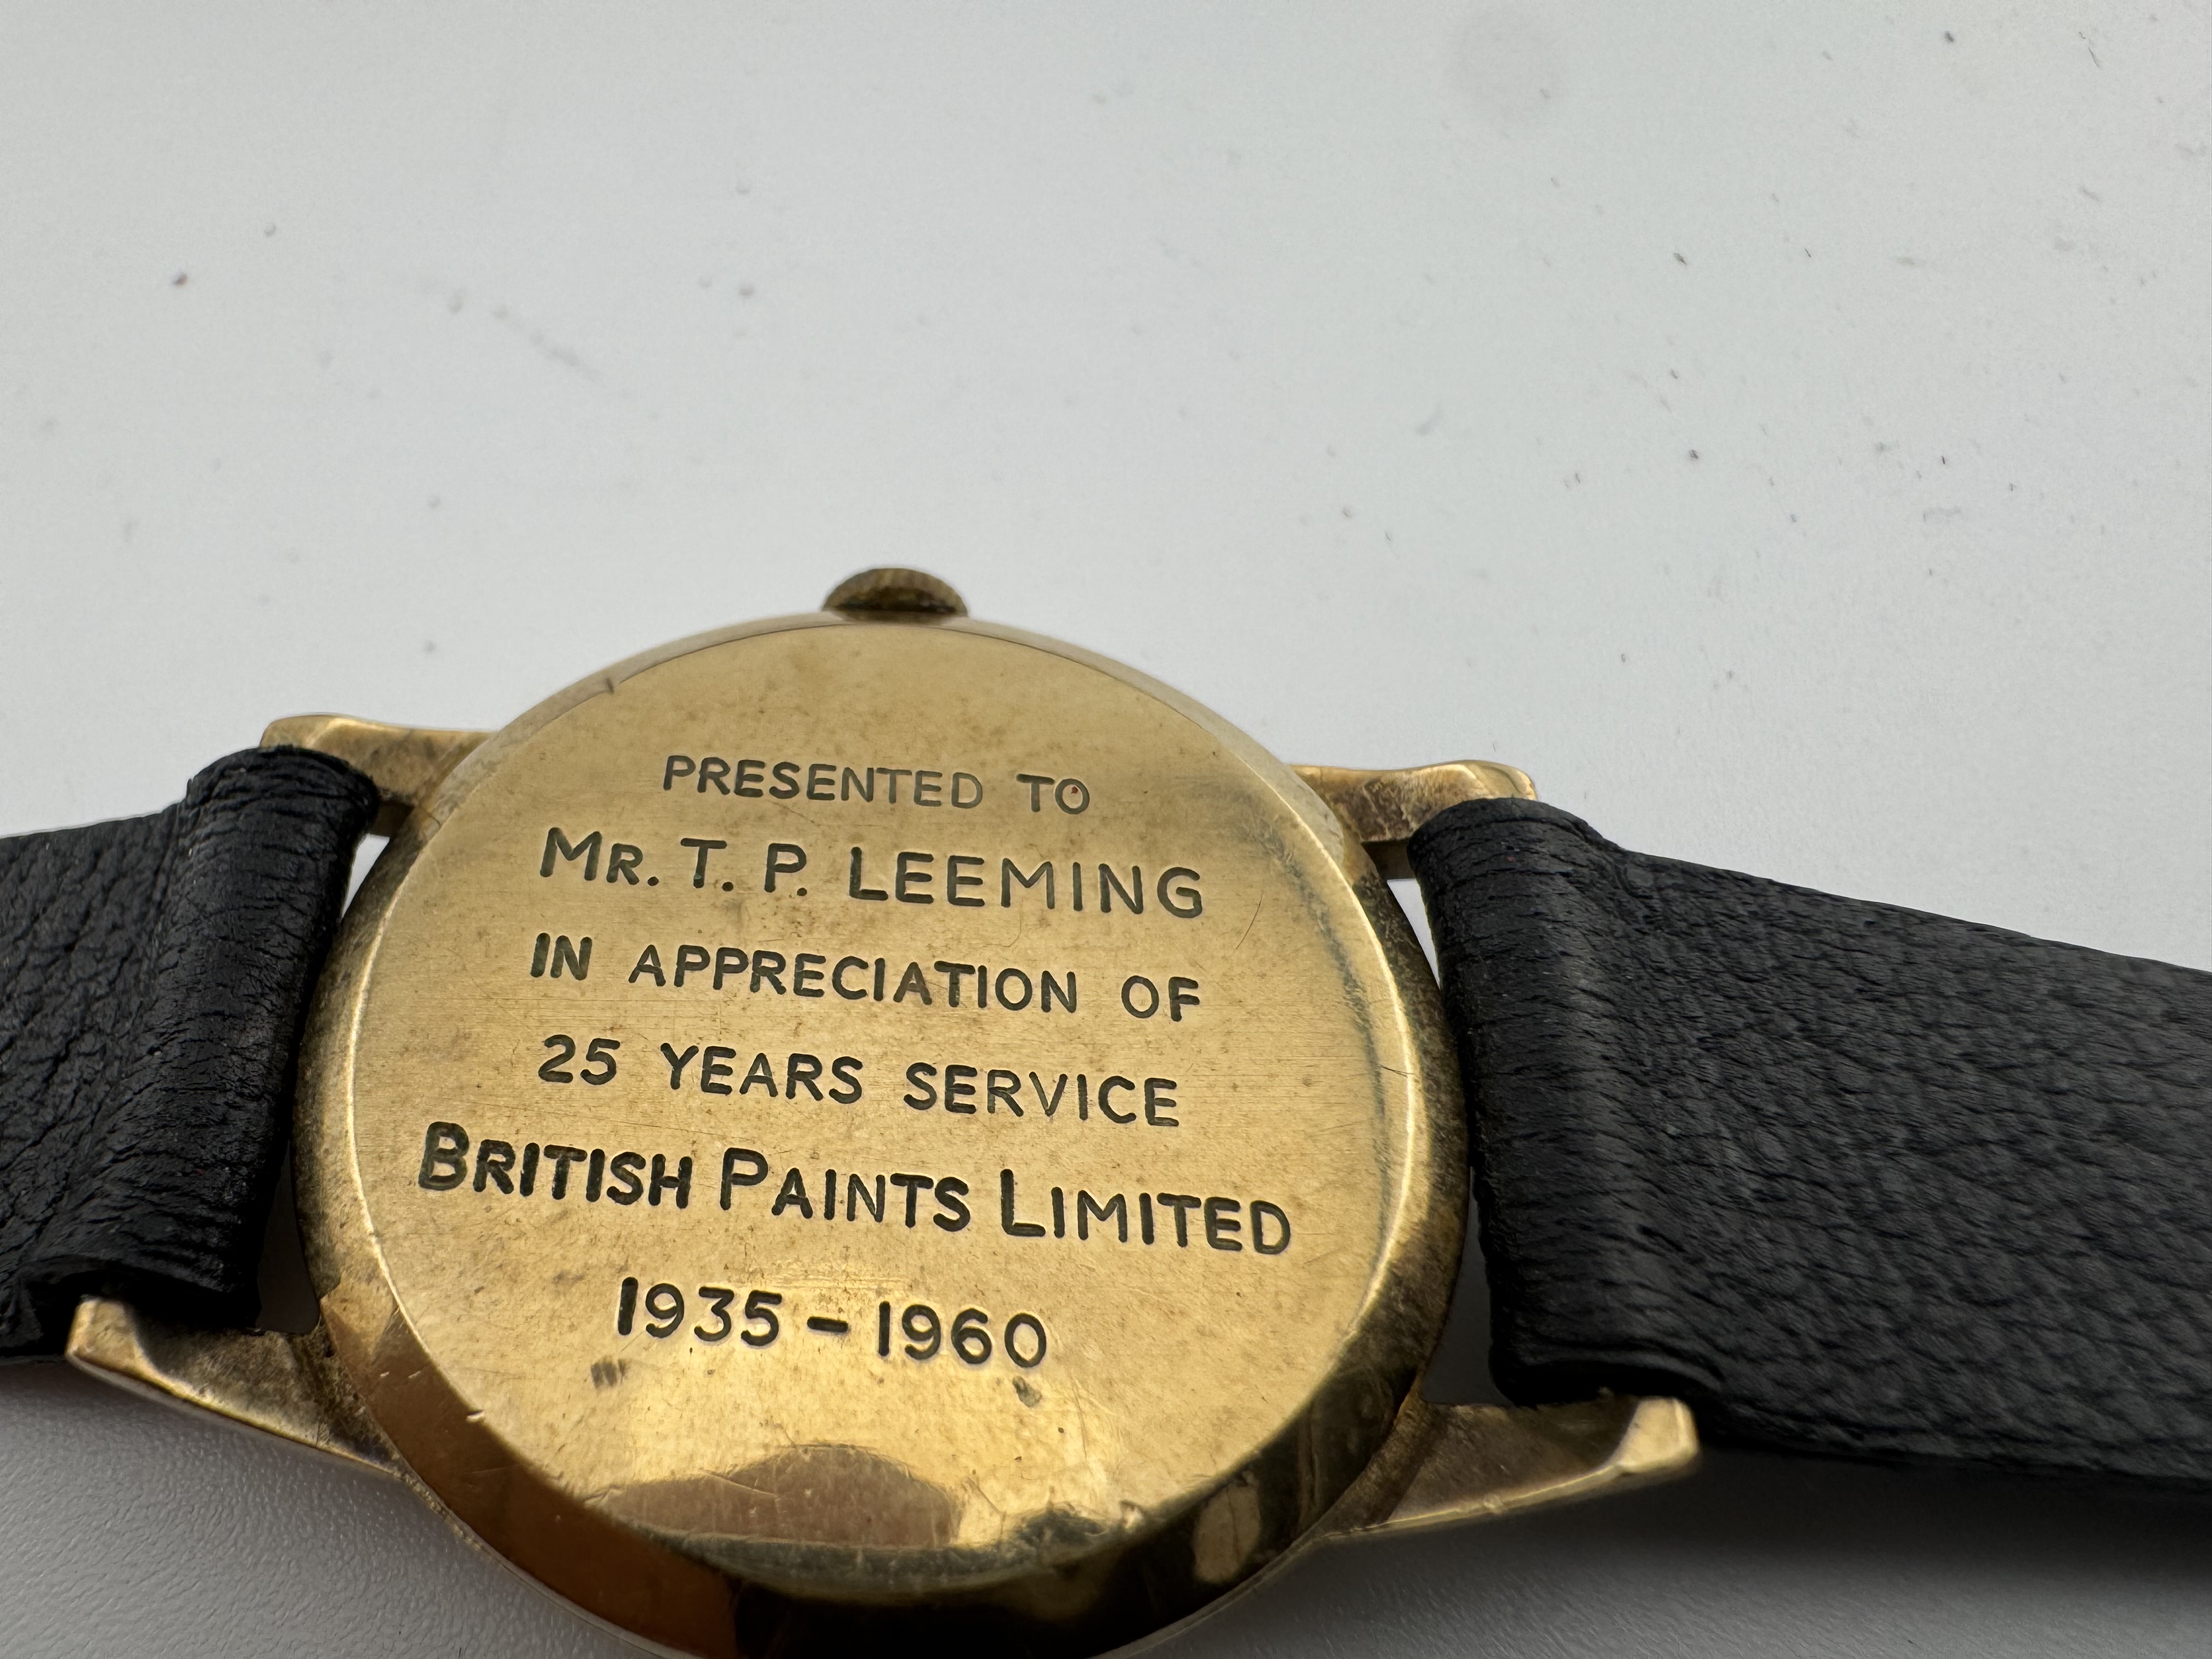 PRESENTED TO
MR. T. P. LEEMING
IN APPRECIATION OF
25 YEARS SERVICE
BRITISH PAINTS LIMITED
1935-1960